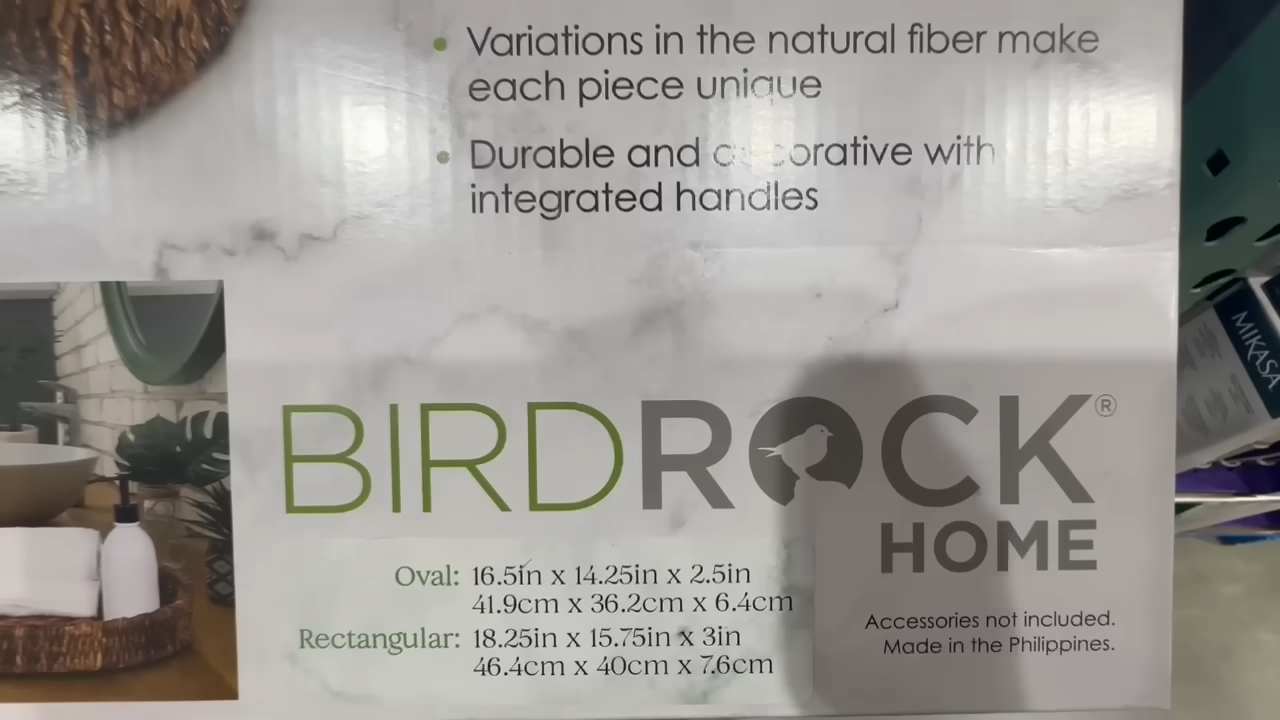 Variations in the natural fiber make
each piece unique
Durable and decorative with
integrated handles
BIRDROCK®
HOME
Oval: 16.5in x 14.25in x 2.5in
41.9cm x 36.2cm x 6.4cm
Rectangular: 18.25in x 15.75in x 3in
46.4cm x 40cm x 7.6cm
Accessories not included.
Made in the Philippines.
MIKASA